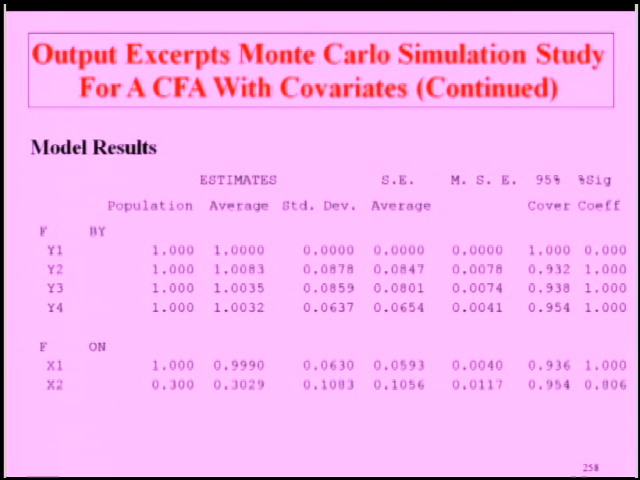 Output Excerpts Monte Carlo Simulation Study
For A CFA With Covariates (Continued)
Model Results
ESTIMATES S.E. M. S. E. 95% %Sig
Population Average Std. Dev. Average Cover Coeff
F BY
Y1 1.000 1.0000 0.0000 0.0000 0.0000 1.000 0.000
Y2 1.000 1.0083 0.0878 0.0847 0.0078 0.932 1.000
Y3 1.000 1.0035 0.0859 0.0801 0.0074 0.938 1.000
Y4 1.000 1.0032 0.0637 0.0654 0.0041 0.954 1.000
F ON
X1 1.000 0.9990 0.0630 0.0593 0.0040 0.936 1.000
X2 0.300 0.3029 0.1083 0.1056 0.0117 0.954 0.806
258